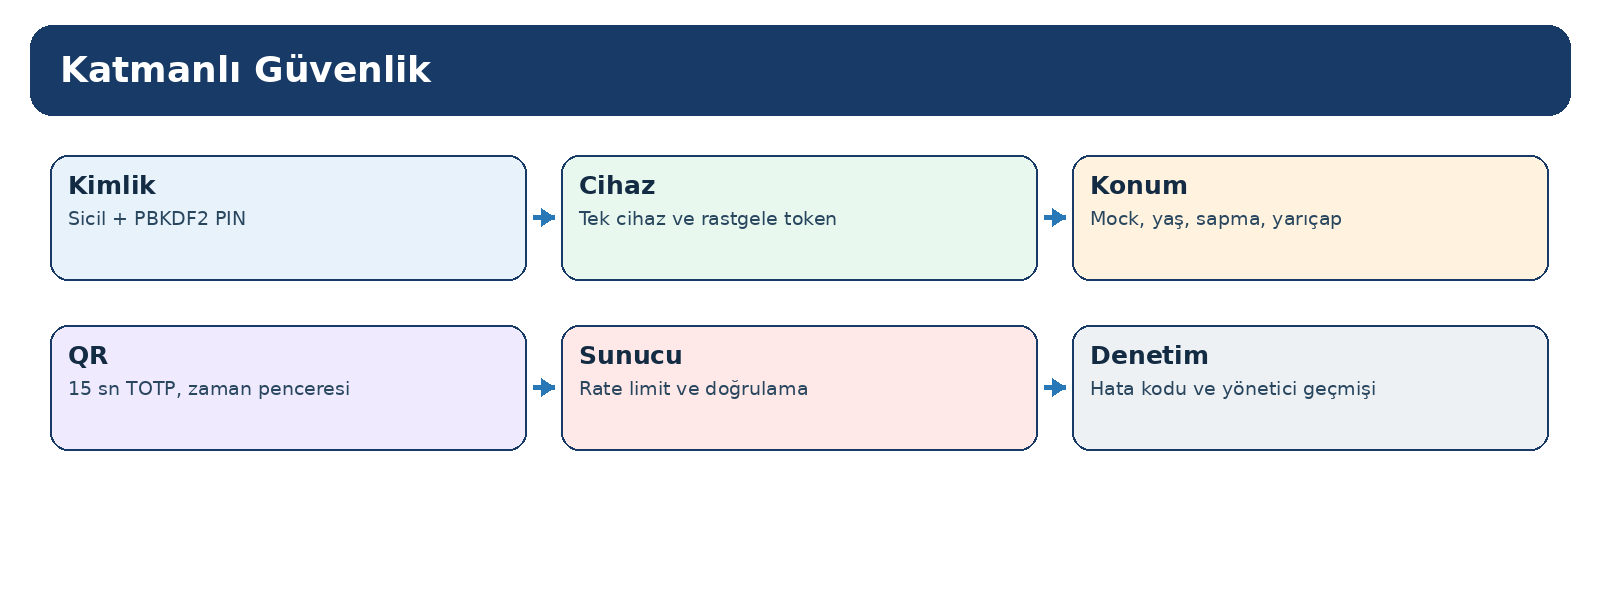 Katmanlı Güvenlik
Kimlik
Sicil + PBKDF2 PIN
Cihaz
Tek cihaz ve rastgele token
Konum
Mock, yaş, sapma, yarıçap
QR
15 sn TOTP, zaman penceresi
Sunucu
Rate limit ve doğrulama
Denetim
Hata kodu ve yönetici geçmişi